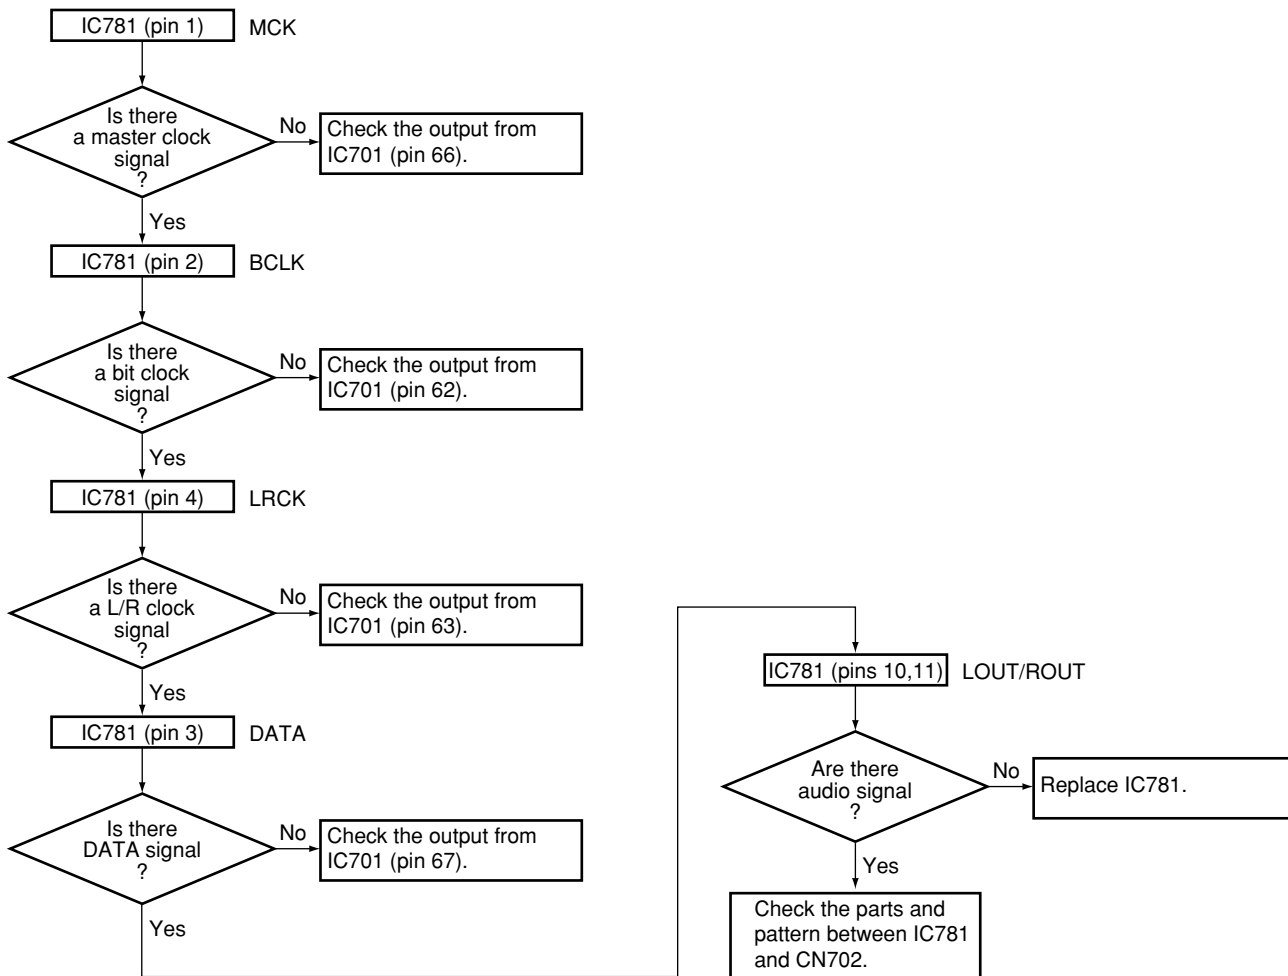 IC781 (pin 1) MCK
Is there
a master clock
signal
?
No
Check the output from
IC701 (pin 66).
Yes
IC781 (pin 2) BCLK
Is there
a bit clock
signal
?
No
Check the output from
IC701 (pin 62).
Yes
IC781 (pin 4) LRCK
Is there
a L/R clock
signal
?
No
Check the output from
IC701 (pin 63).
Yes
IC781 (pin 3) DATA
Is there
DATA signal
?
No
Check the output from
IC701 (pin 67).
Yes
IC781 (pins 10,11) LOUT/ROUT
Are there
audio signal
?
No
Replace IC781.
Yes
Check the parts and
pattern between IC781
and CN702.